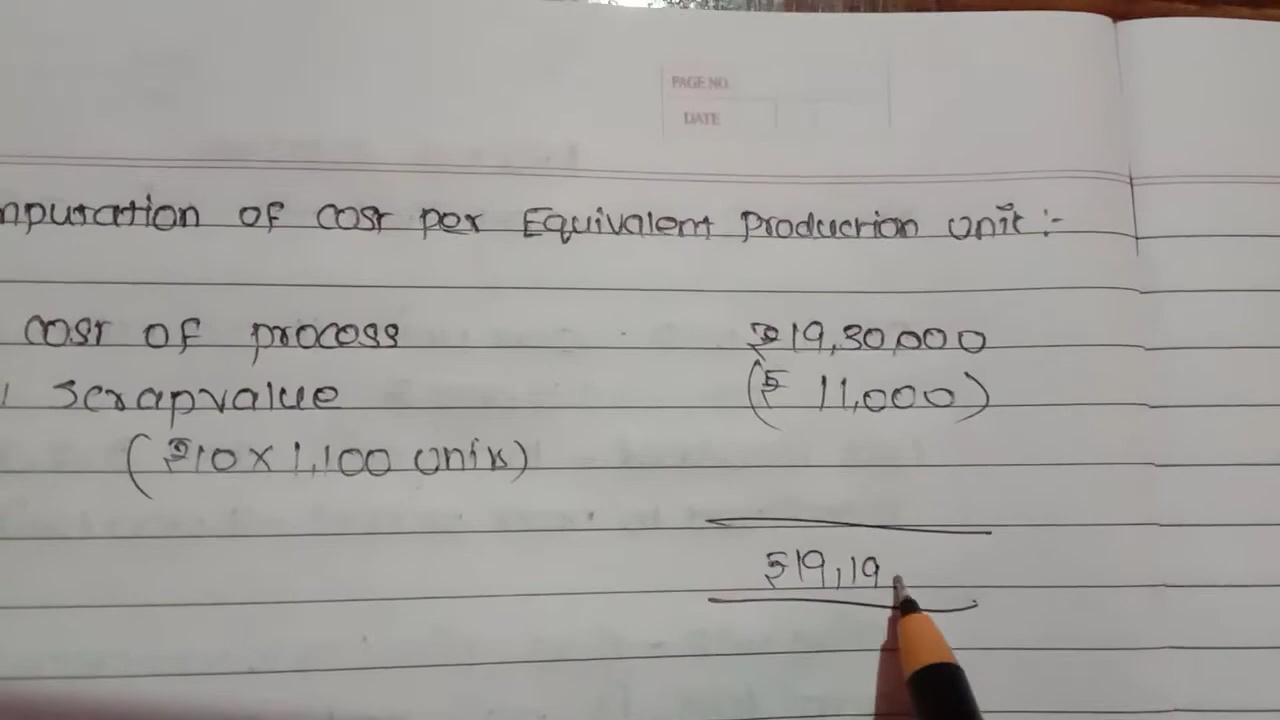 PAGE NO.
DATE
mputation of cost per Equivalent production unit :-
cost of process ₹19,30,000
scrapvalue (₹ 11,000)
(₹10 x 1,100 units)
₹19,19